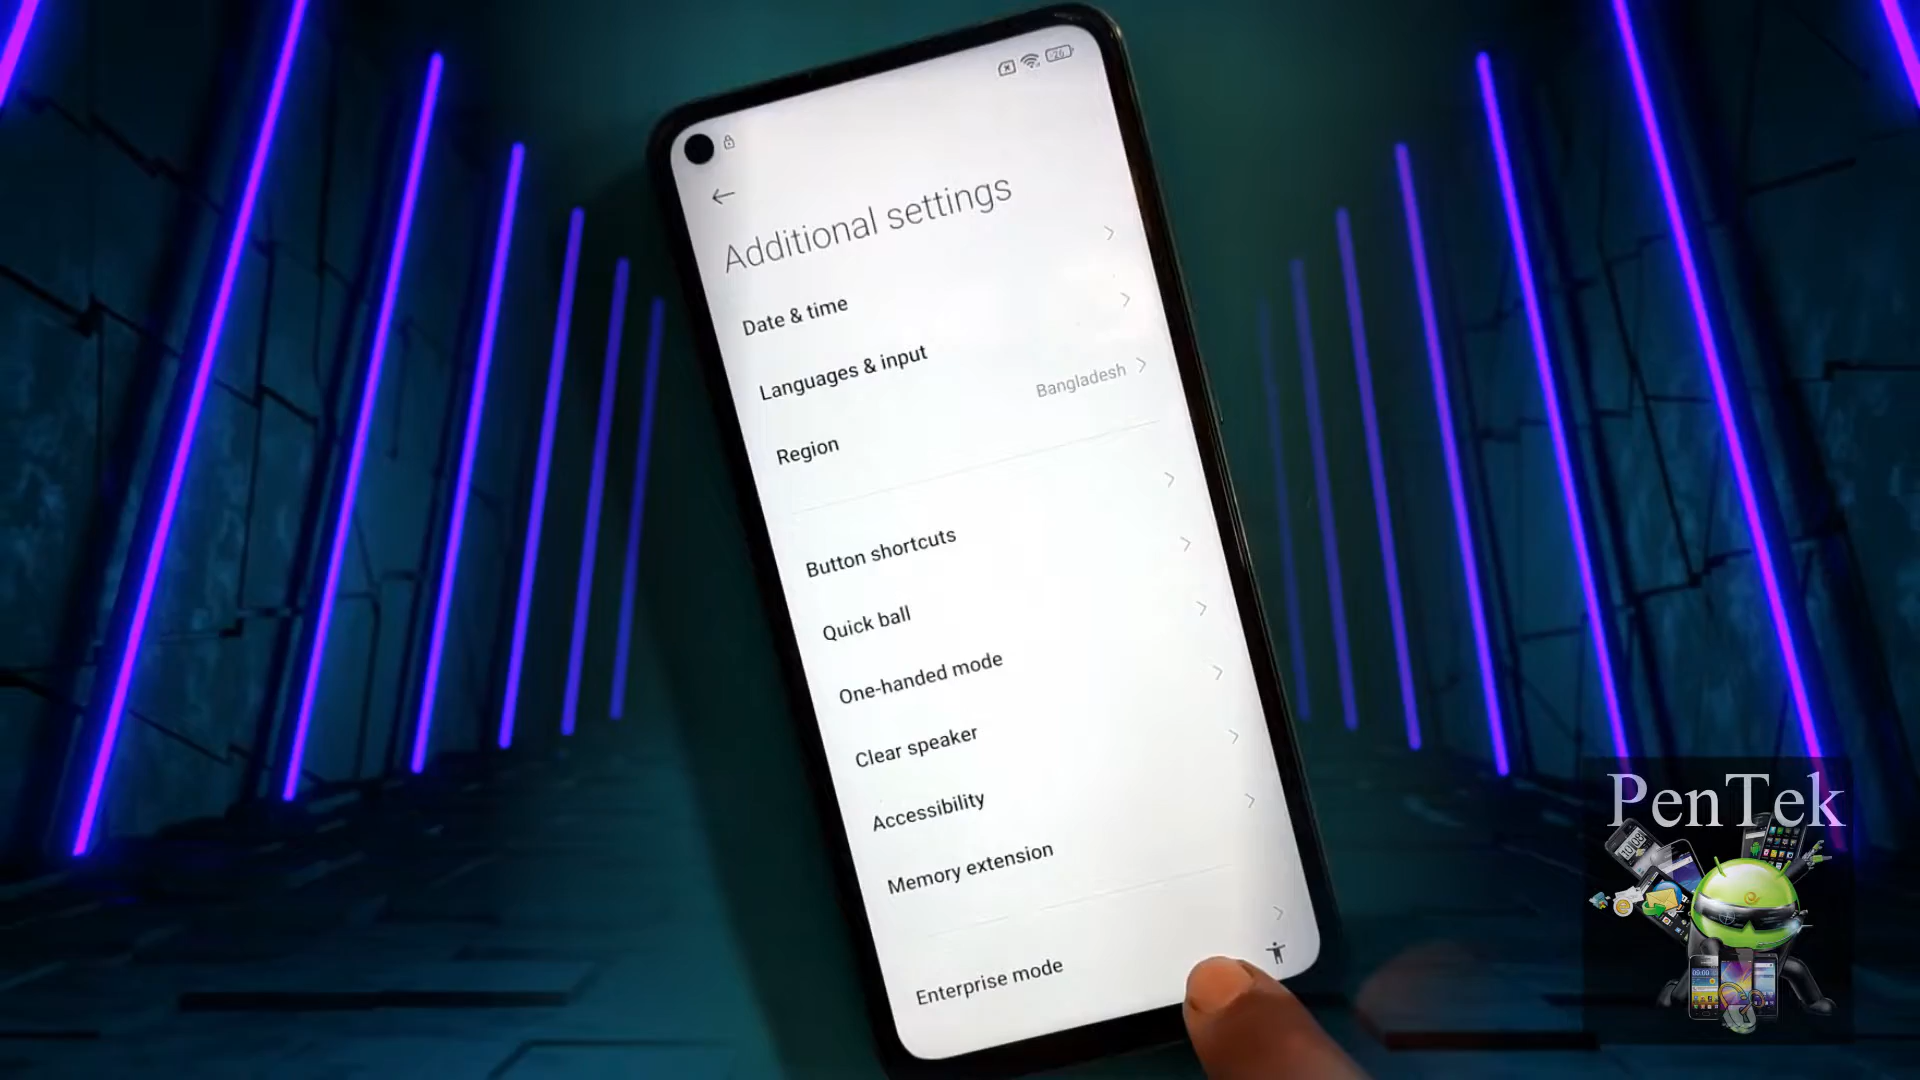 26
Additional settings
Date & time
Languages & input
Region
Bangladesh
Button shortcuts
Quick ball
One-handed mode
Clear speaker
Accessibility
Memory extension
Enterprise mode
PenTek